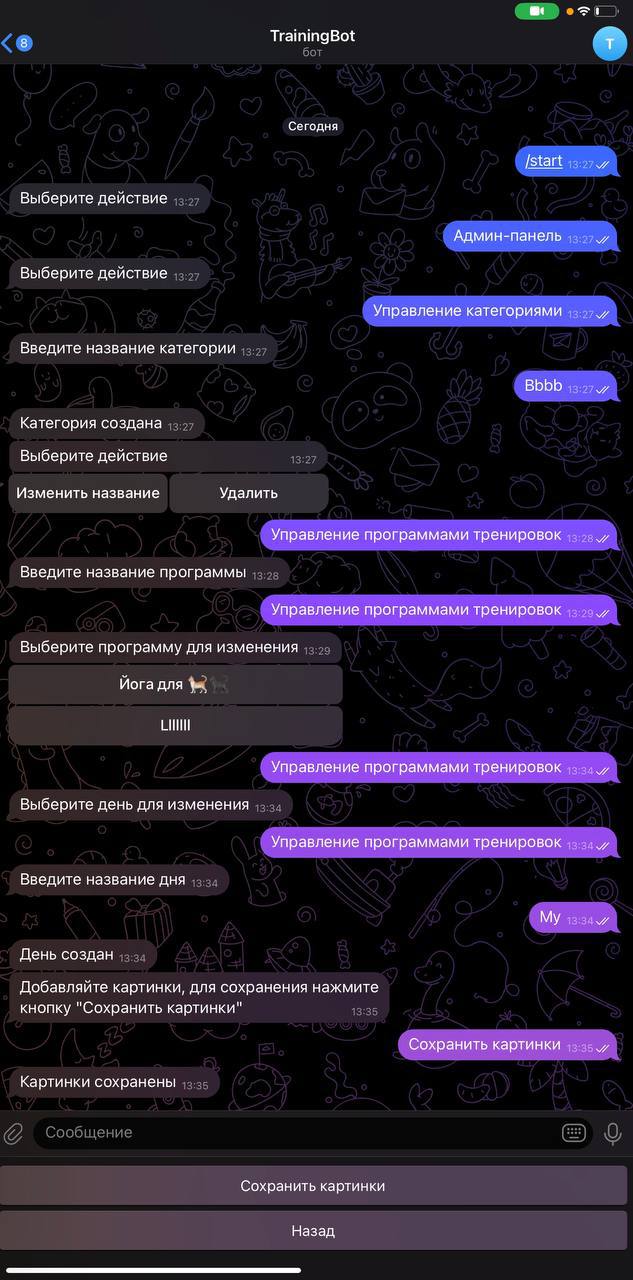 8
TrainingBot
бот
T
Сегодня
/start 13:27
Выберите действие 13:27
Админ-панель 13:27
Выберите действие 13:27
Управление категориями 13:27
Введите название категории 13:27
Bbbb 13:27
Категория создана 13:27
Выберите действие 13:27
Изменить название Удалить
Управление программами тренировок 13:28
Введите название программы 13:28
Управление программами тренировок 13:29
Выберите программу для изменения 13:29
Йога для 🐈🐈‍⬛
LIIIIII
Управление программами тренировок 13:34
Выберите день для изменения 13:34
Управление программами тренировок 13:34
Введите название дня 13:34
My 13:34
День создан 13:34
Добавляйте картинки, для сохранения нажмите
кнопку "Сохранить картинки" 13:35
Сохранить картинки 13:35
Картинки сохранены 13:35
Сообщение
Сохранить картинки
Назад